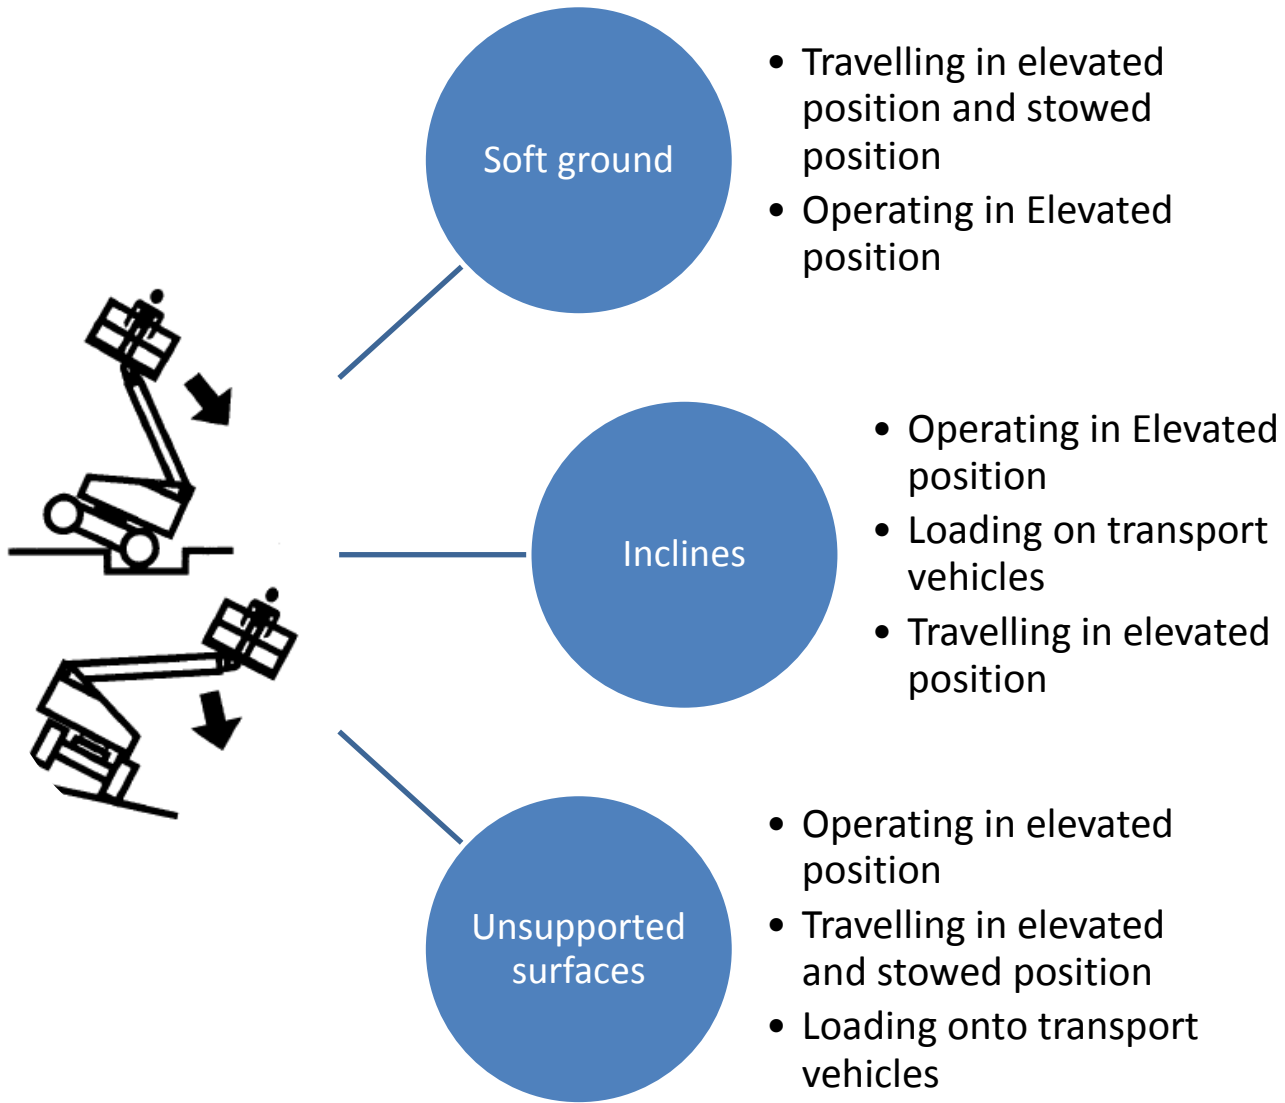 Soft ground
• Travelling in elevated
position and stowed
position
• Operating in Elevated
position
Inclines
• Operating in Elevated
position
• Loading on transport
vehicles
• Travelling in elevated
position
Unsupported
surfaces
• Operating in elevated
position
• Travelling in elevated
and stowed position
• Loading onto transport
vehicles